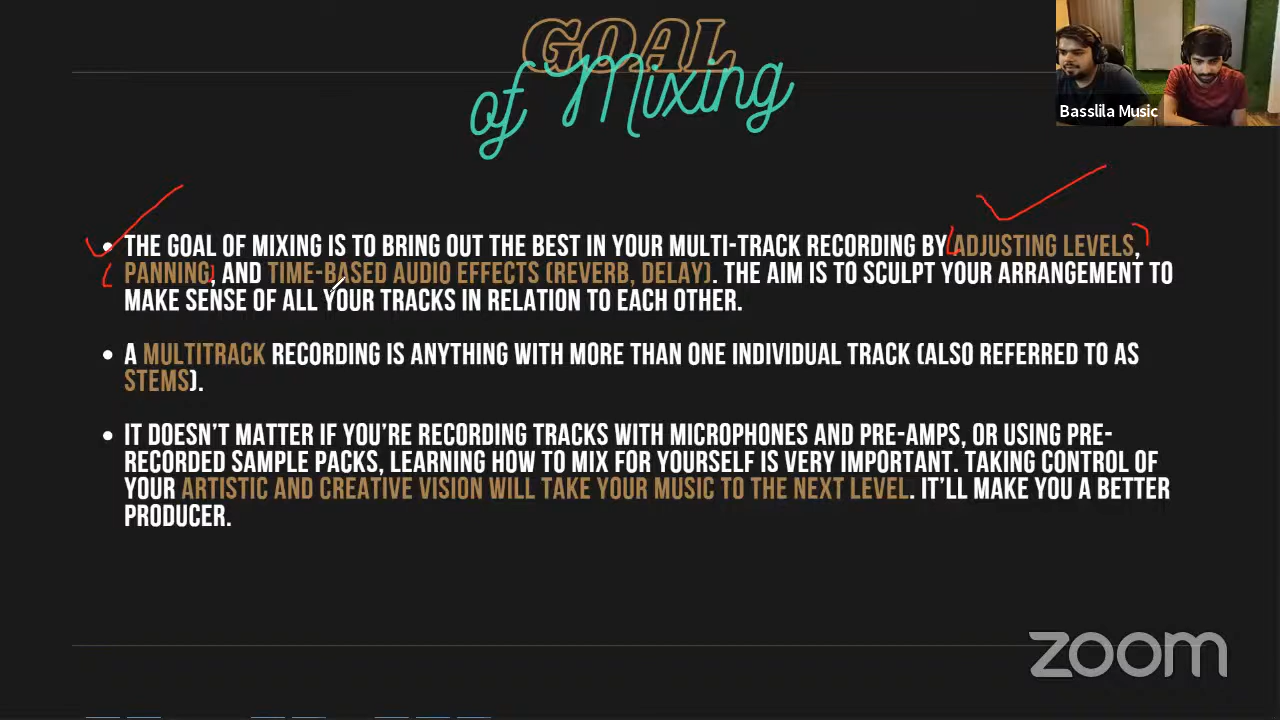 GOAL
of Mixing
Basslila Music
THE GOAL OF MIXING IS TO BRING OUT THE BEST IN YOUR MULTI-TRACK RECORDING BY ADJUSTING LEVELS,
PANNING, AND TIME-BASED AUDIO EFFECTS (REVERB, DELAY). THE AIM IS TO SCULPT YOUR ARRANGEMENT TO
MAKE SENSE OF ALL YOUR TRACKS IN RELATION TO EACH OTHER.
A MULTITRACK RECORDING IS ANYTHING WITH MORE THAN ONE INDIVIDUAL TRACK (ALSO REFERRED TO AS
STEMS).
IT DOESN'T MATTER IF YOU'RE RECORDING TRACKS WITH MICROPHONES AND PRE-AMPS, OR USING PRE-
RECORDED SAMPLE PACKS, LEARNING HOW TO MIX FOR YOURSELF IS VERY IMPORTANT. TAKING CONTROL OF
YOUR ARTISTIC AND CREATIVE VISION WILL TAKE YOUR MUSIC TO THE NEXT LEVEL. IT'LL MAKE YOU A BETTER
PRODUCER.
zoom